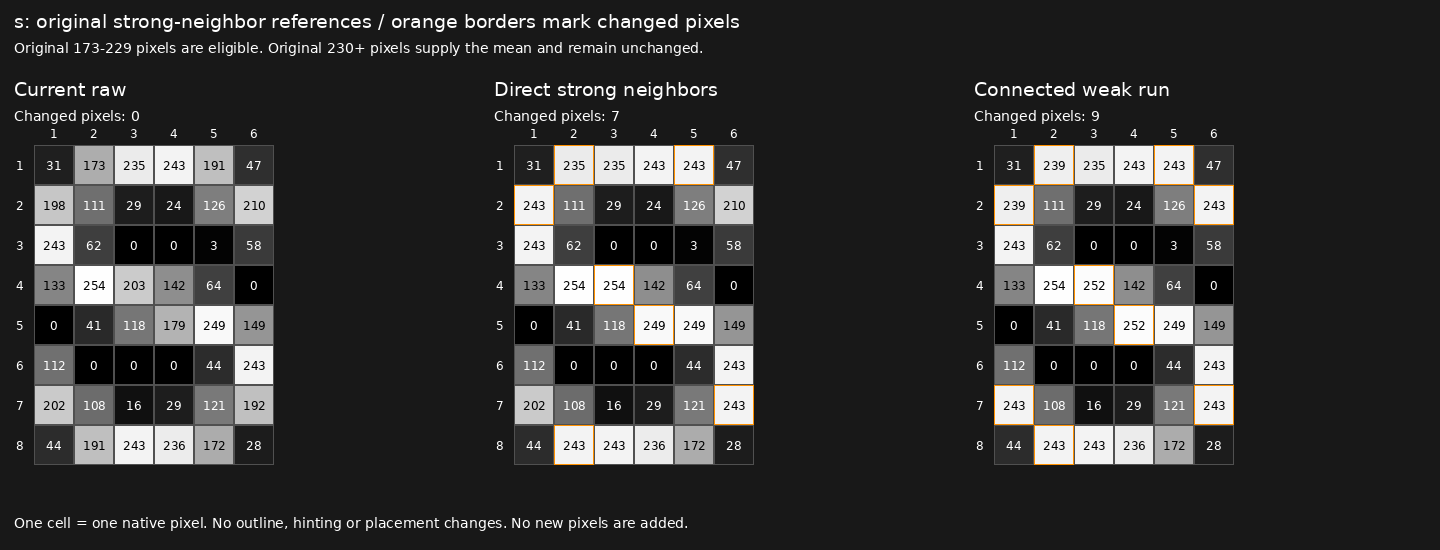 s: original strong-neighbor references / orange borders mark changed pixels
Original 173-229 pixels are eligible. Original 230+ pixels supply the mean and remain unchanged.
Current raw
Changed pixels: 0
1 2 3 4 5 6
1 31 173 235 243 191 47
2 198 111 29 24 126 210
3 243 62 0 0 3 58
4 133 254 203 142 64 0
5 0 41 118 179 249 149
6 112 0 0 0 44 243
7 202 108 16 29 121 192
8 44 191 243 236 172 28
Direct strong neighbors
Changed pixels: 7
1 2 3 4 5 6
1 31 235 235 243 243 47
2 243 111 29 24 126 210
3 243 62 0 0 3 58
4 133 254 254 142 64 0
5 0 41 118 249 249 149
6 112 0 0 0 44 243
7 202 108 16 29 121 243
8 44 243 243 236 172 28
Connected weak run
Changed pixels: 9
1 2 3 4 5 6
1 31 239 235 243 243 47
2 239 111 29 24 126 243
3 243 62 0 0 3 58
4 133 254 252 142 64 0
5 0 41 118 252 249 149
6 112 0 0 0 44 243
7 243 108 16 29 121 243
8 44 243 243 236 172 28
One cell = one native pixel. No outline, hinting or placement changes. No new pixels are added.